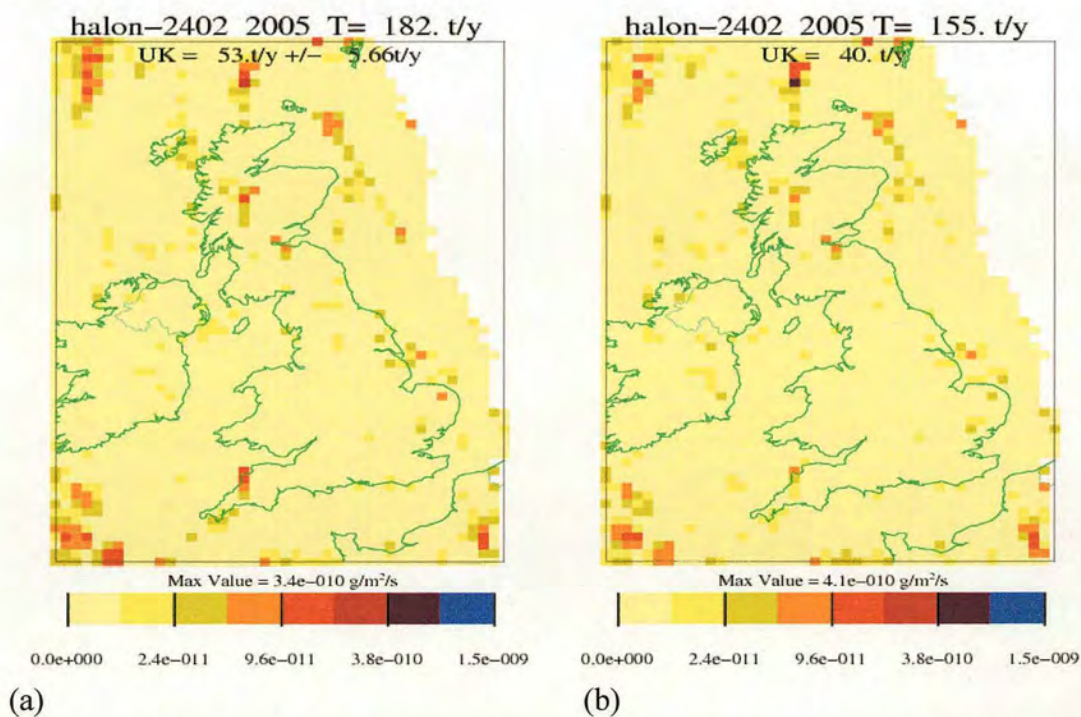 halon-2402 2005 T= 182. t/y
UK = 53.t/y +/- 5.66t/y
Max Value = 3.4e-010 g/m²/s
0.0e+000 2.4e-011 9.6e-011 3.8e-010 1.5e-009
(a)
halon-2402 2005 T= 155. t/y
UK = 40. t/y
Max Value = 4.1e-010 g/m²/s
0.0e+000 2.4e-011 9.6e-011 3.8e-010 1.5e-009
(b)